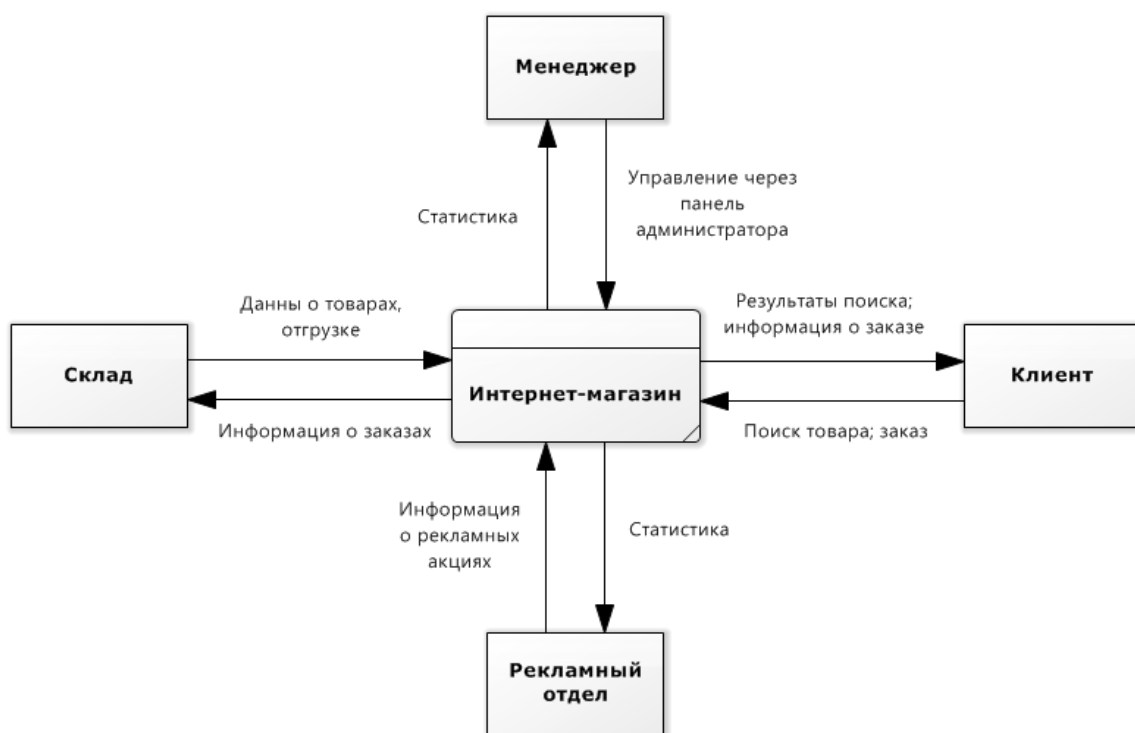 Менеджер
Управление через
панель
администратора
Статистика
Данны о товарах,
отгрузке
Результаты поиска;
информация о заказе
Склад
Интернет-магазин
Клиент
Информация о заказах
Поиск товара; заказ
Информация
о рекламных
акциях
Статистика
Рекламный
отдел